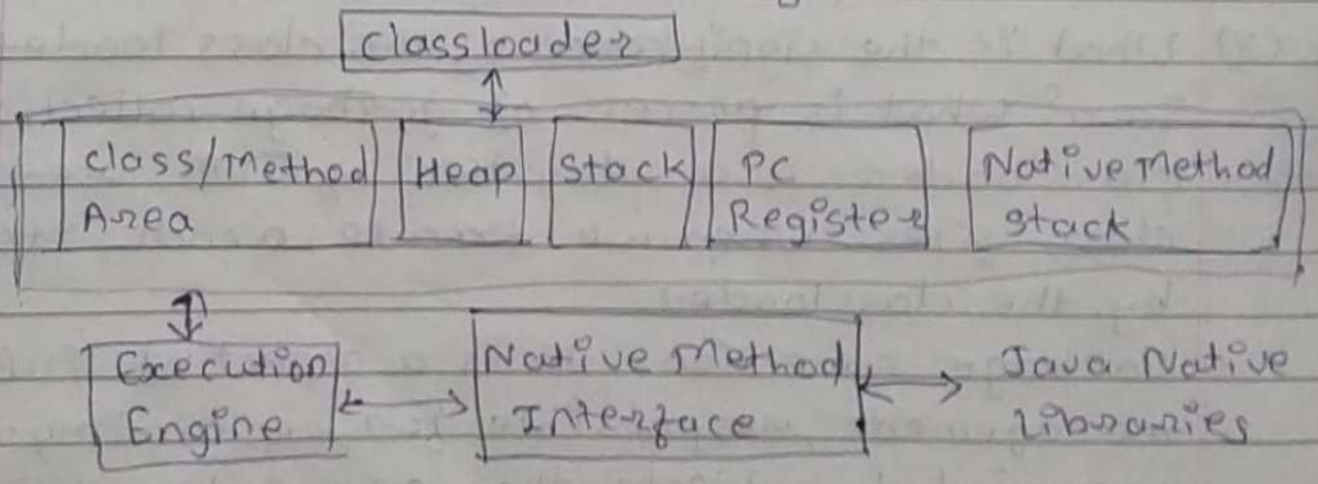 Classloader
Class/Method Area
Heap
Stack
PC Register
Native Method Stack
Execution Engine
Native Method Interface
Java Native Libraries